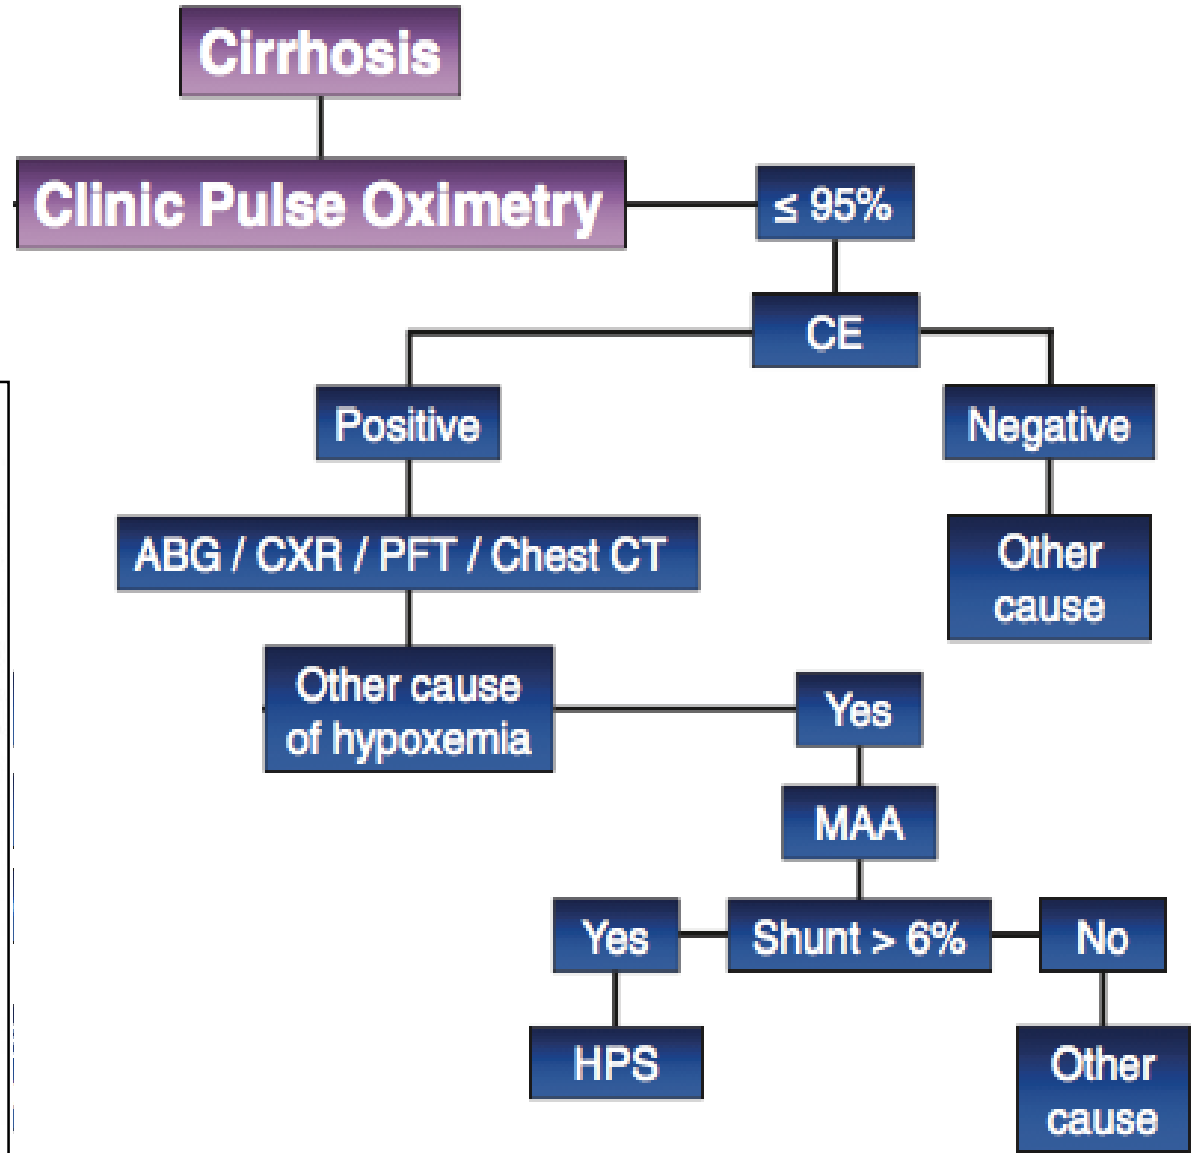 Cirrhosis
Clinic Pulse Oximetry
≤ 95%
CE
Positive
Negative
ABG / CXR / PFT / Chest CT
Other
cause
Other cause
of hypoxemia
Yes
MAA
Yes
Shunt > 6%
No
HPS
Other
cause